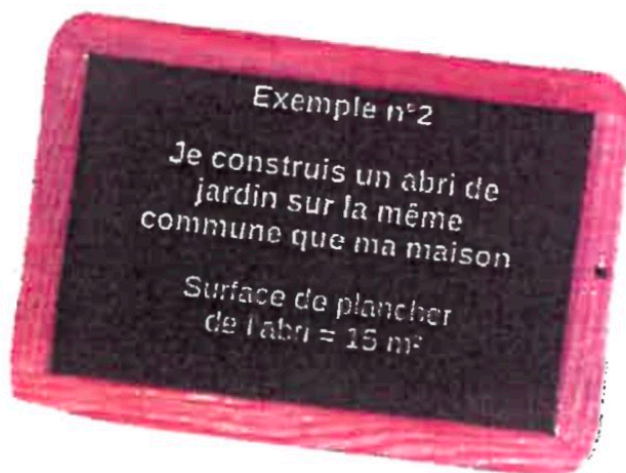 Exemple n°2
Je construis un abri de
jardin sur la même
commune que ma maison
Surface de plancher
de l'abri = 15 m²